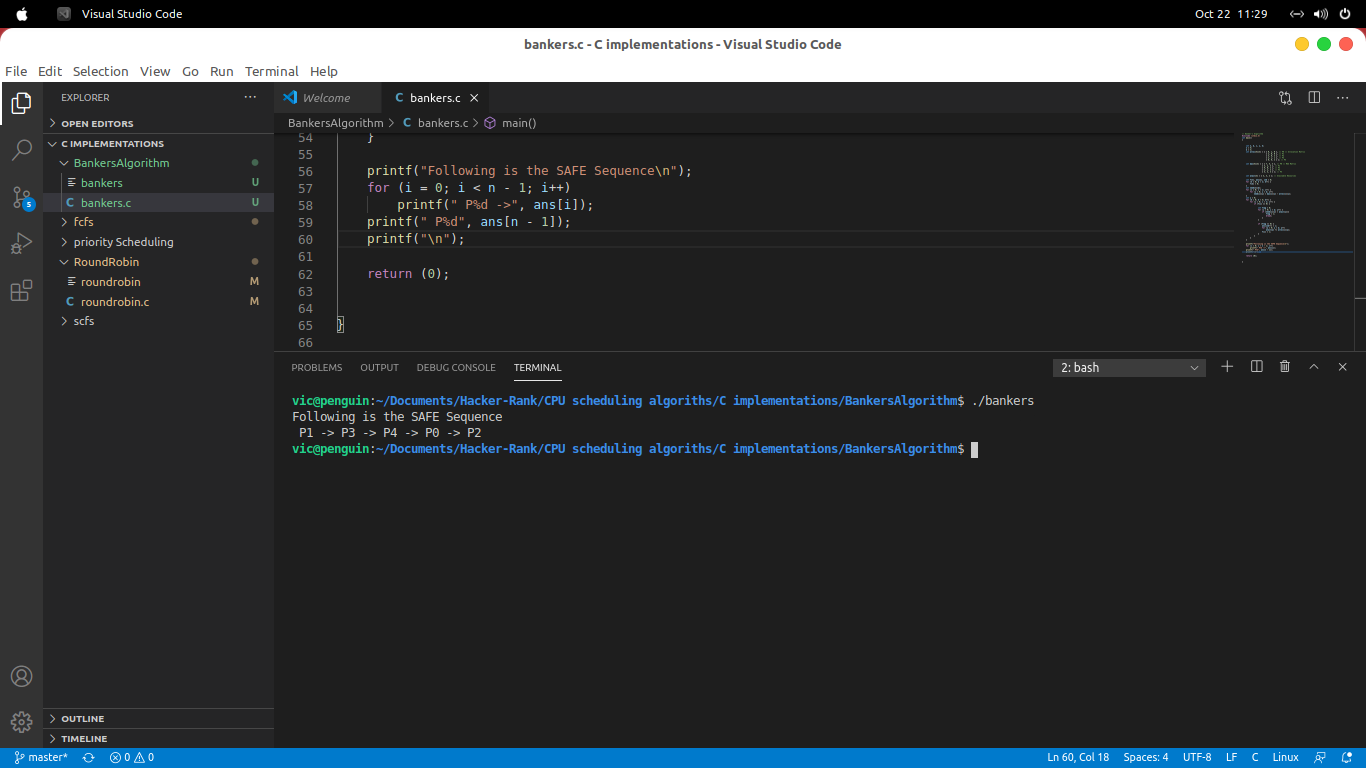 Visual Studio Code
Oct 22 11:29
bankers.c - C implementations - Visual Studio Code
File Edit Selection View Go Run Terminal Help
EXPLORER
OPEN EDITORS
C IMPLEMENTATIONS
BankersAlgorithm
bankers U
C bankers.c U
fcfs
priority Scheduling
RoundRobin
roundrobin M
C roundrobin.c M
scfs
OUTLINE
TIMELINE
5
Welcome
C bankers.c
BankersAlgorithm > C bankers.c > main()
54 }
55
56 printf("Following is the SAFE Sequence\n");
57 for (i = 0; i < n - 1; i++)
58 printf(" P%d ->", ans[i]);
59 printf(" P%d", ans[n - 1]);
60 printf("\n");
61
62 return (0);
63
64
65 }
66
PROBLEMS OUTPUT DEBUG CONSOLE TERMINAL
2: bash
vic@penguin:~/Documents/Hacker-Rank/CPU scheduling algoriths/C implementations/BankersAlgorithm$ ./bankers
Following is the SAFE Sequence
P1 -> P3 -> P4 -> P0 -> P2
vic@penguin:~/Documents/Hacker-Rank/CPU scheduling algoriths/C implementations/BankersAlgorithm$
master* 0 0
Ln 60, Col 18 Spaces: 4 UTF-8 LF C Linux